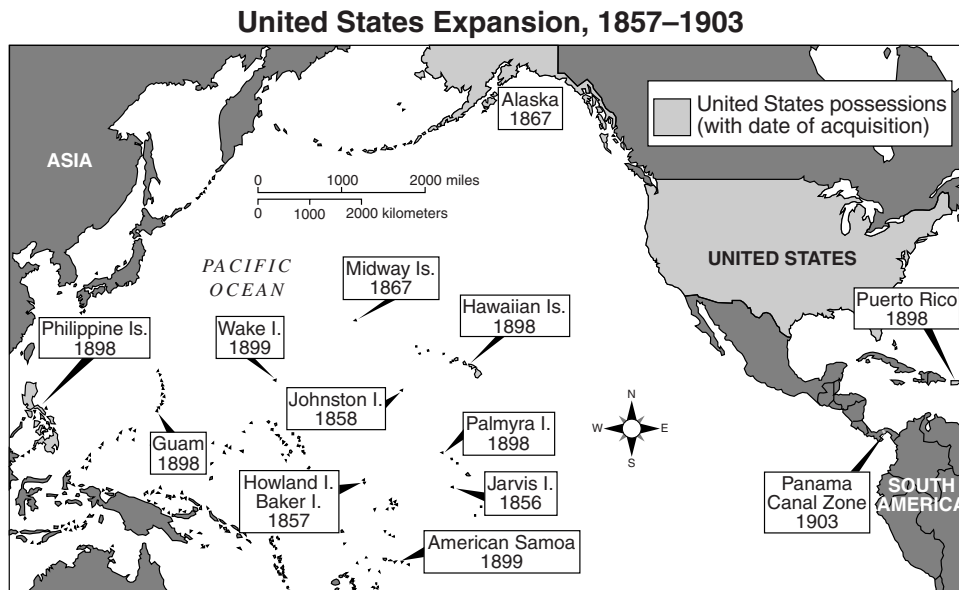 United States Expansion, 1857–1903
Alaska
1867
United States possessions
(with date of acquisition)
ASIA
0 1000 2000 miles
0 1000 2000 kilometers
PACIFIC
OCEAN
Midway Is.
1867
UNITED STATES
Hawaiian Is.
1898
Puerto Rico
1898
Philippine Is.
1898
Wake I.
1899
Johnston I.
1858
N
W E
S
Palmyra I.
1898
Guam
1898
Howland I.
Baker I.
1857
Jarvis I.
1856
Panama
Canal Zone
1903
SOUTH
AMERICA
American Samoa
1899